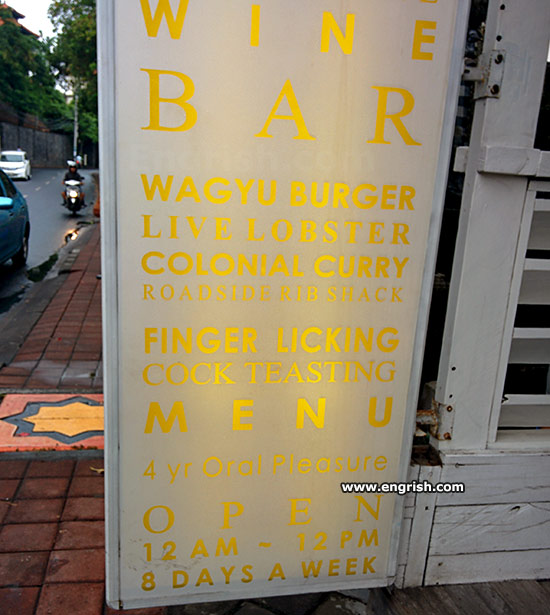 WINE
BAR
WAGYU BURGER
LIVE LOBSTER
COLONIAL CURRY
ROADSIDE RIB SHACK
FINGER LICKING
COCK TEASTING
MENU
4 yr Oral Pleasure
www.engrish.com
OPEN
12 AM ~ 12 PM
8 DAYS A WEEK